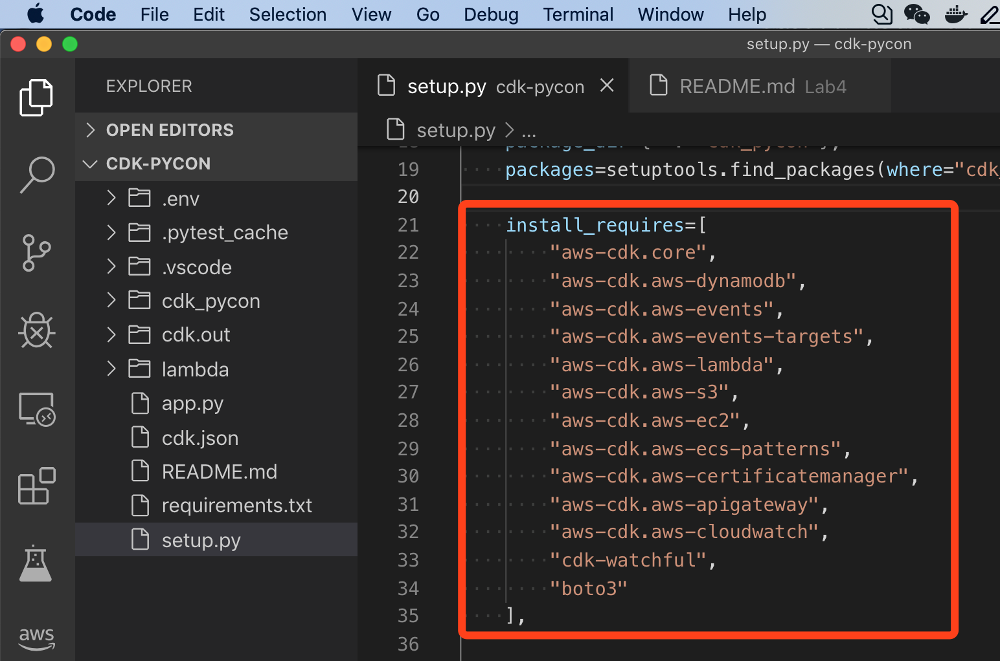 Code File Edit Selection View Go Debug Terminal Window Help
setup.py — cdk-pycon
EXPLORER
OPEN EDITORS
CDK-PYCON
.env
.pytest_cache
.vscode
cdk_pycon
cdk.out
lambda
app.py
cdk.json
README.md
requirements.txt
setup.py
aws
setup.py cdk-pycon
README.md Lab4
setup.py > ...
19 packages=setuptools.find_packages(where="cdk_
20
21 install_requires=[
22 "aws-cdk.core",
23 "aws-cdk.aws-dynamodb",
24 "aws-cdk.aws-events",
25 "aws-cdk.aws-events-targets",
26 "aws-cdk.aws-lambda",
27 "aws-cdk.aws-s3",
28 "aws-cdk.aws-ec2",
29 "aws-cdk.aws-ecs-patterns",
30 "aws-cdk.aws-certificatemanager",
31 "aws-cdk.aws-apigateway",
32 "aws-cdk.aws-cloudwatch",
33 "cdk-watchful",
34 "boto3"
35 ],
36